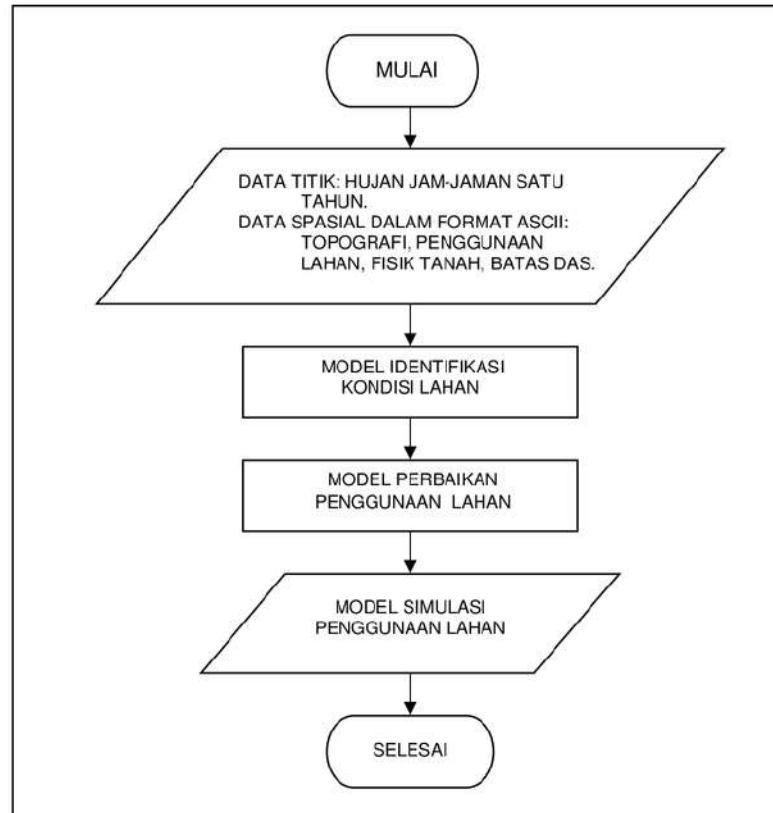 MULAI
DATA TITIK: HUJAN JAM-JAMAN SATU
TAHUN.
DATA SPASIAL DALAM FORMAT ASCII:
TOPOGRAFI, PENGGUNAAN
LAHAN, FISIK TANAH, BATAS DAS.
MODEL IDENTIFIKASI
KONDISI LAHAN
MODEL PERBAIKAN
PENGGUNAAN LAHAN
MODEL SIMULASI
PENGGUNAAN LAHAN
SELESAI